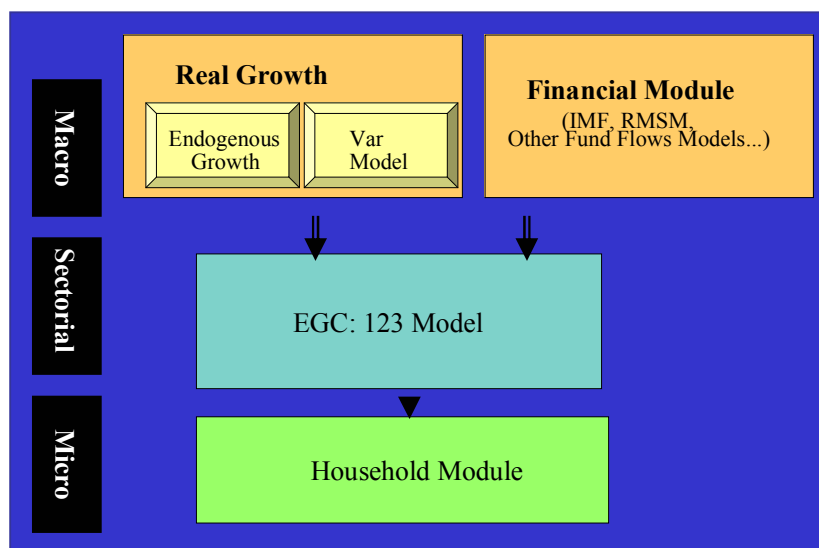 Macro
Real Growth
Endogenous
Growth
Var
Model
Financial Module
(IMF, RMSM,
Other Fund Flows Models...)
Sectorial
EGC: 123 Model
Micro
Household Module